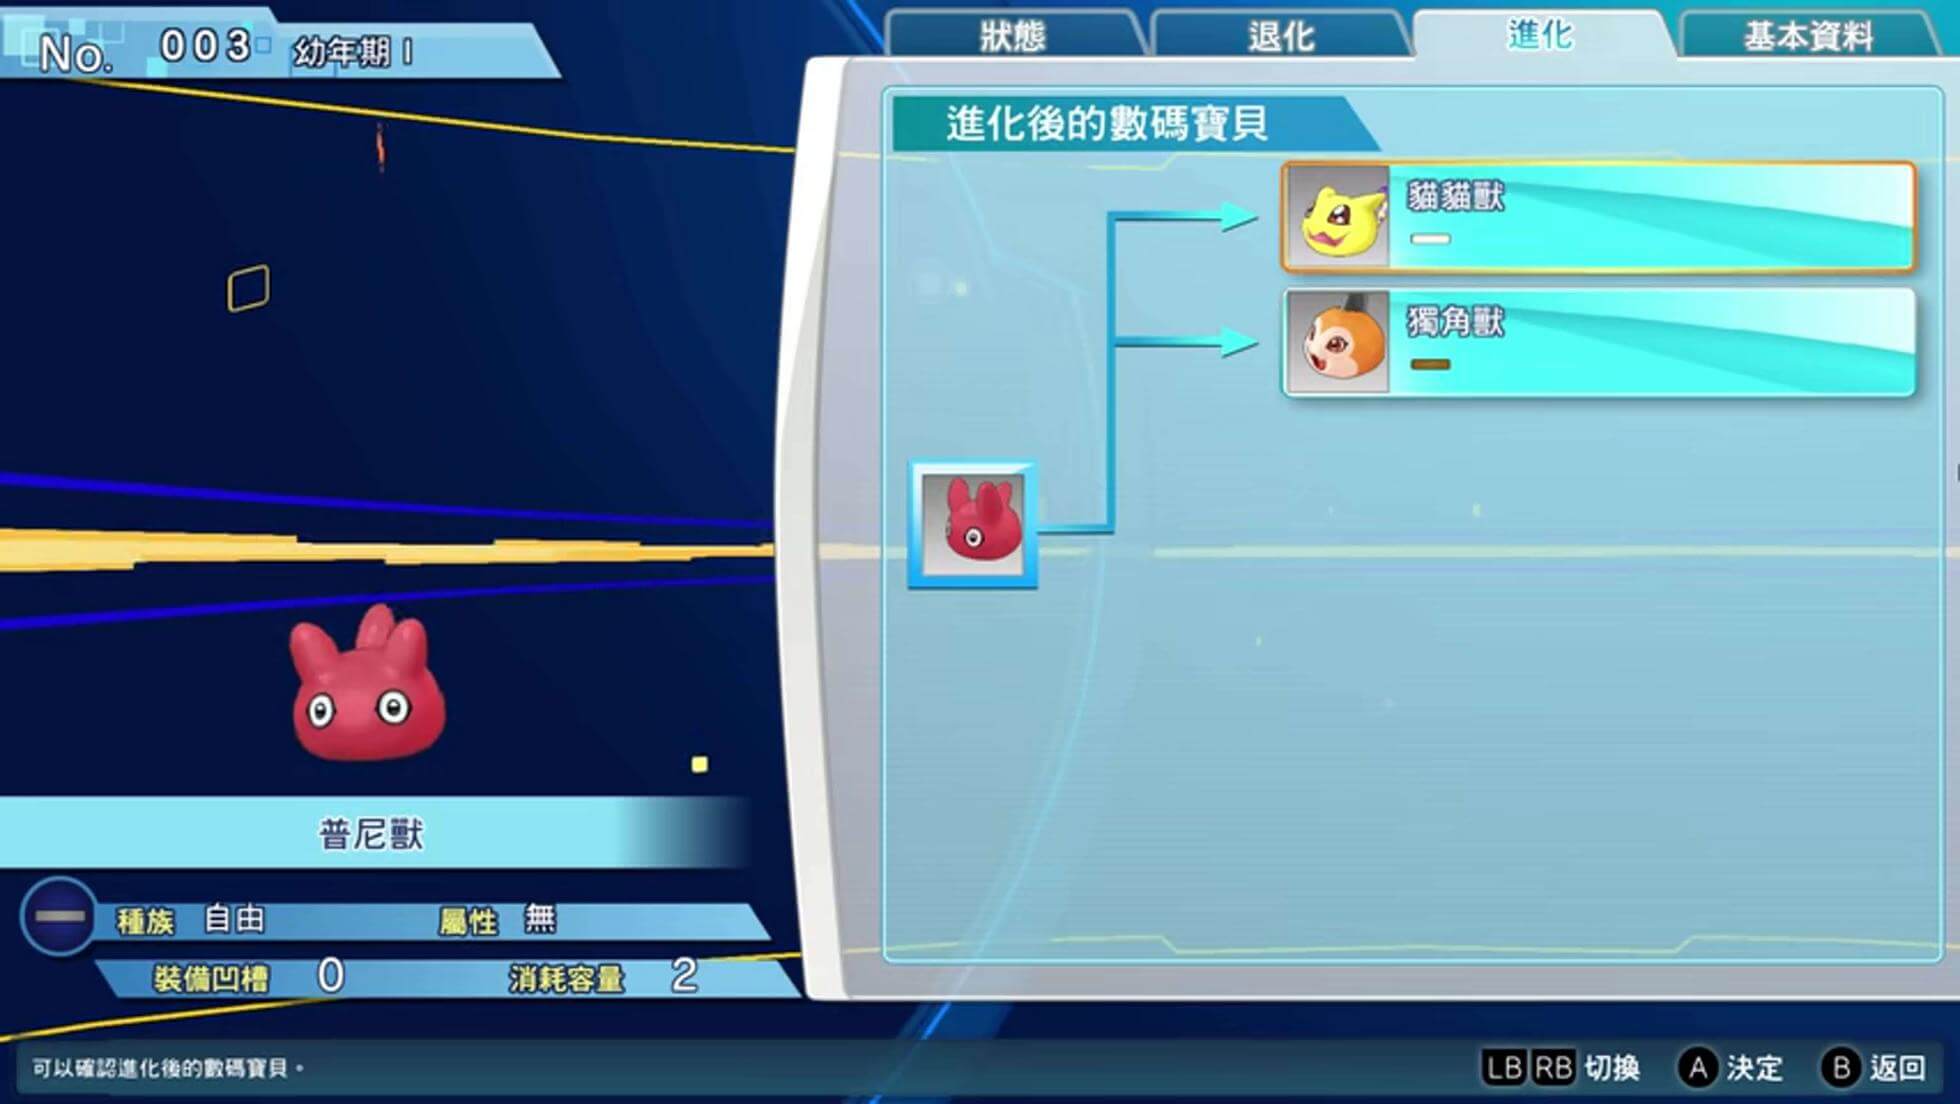 No. 003 幼年期 I
狀態
退化
進化
基本資料
進化後的數碼寶貝
貓貓獸
獨角獸
普尼獸
種族 自由 屬性 無
裝備凹槽 0 消耗容量 2
可以確認進化後的數碼寶貝。
LB RB 切換 A 決定 B 返回